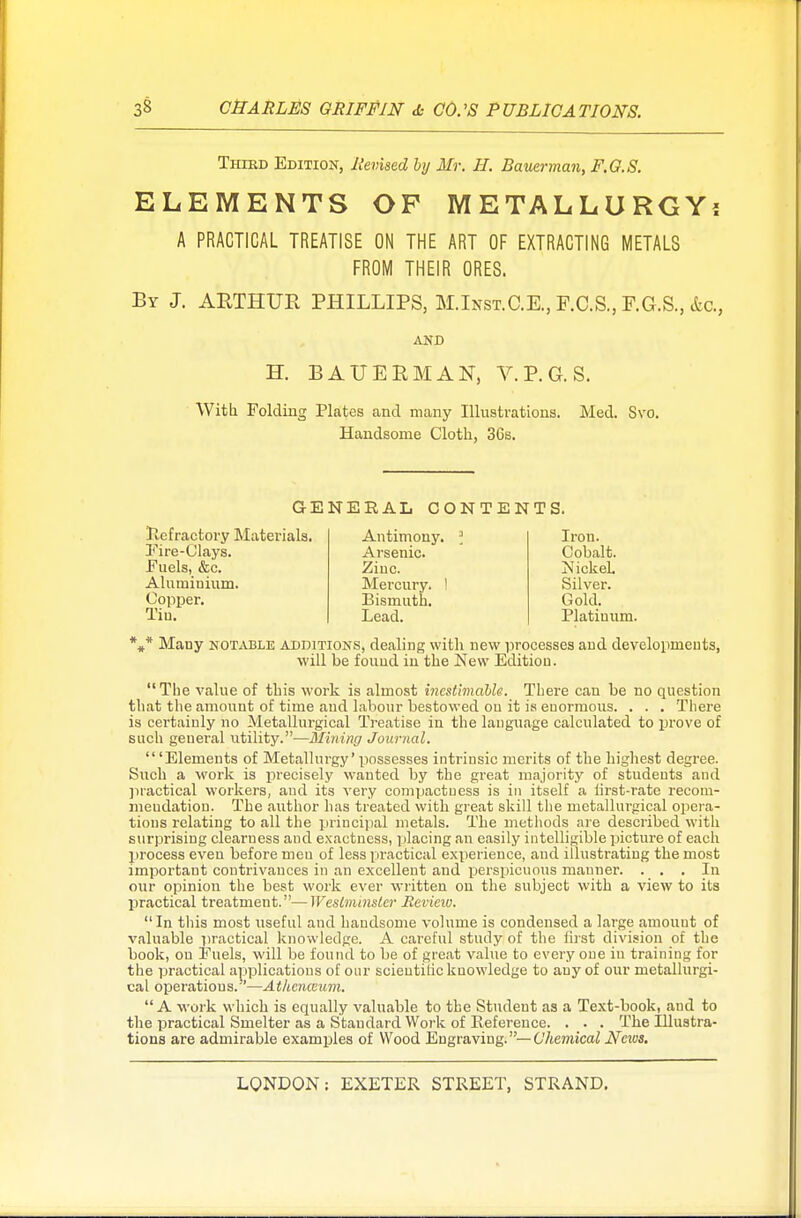 38 CHARLES GRIFFIN & CO.'S PUBLICATIONS.
THIRD EDITION, Revised by Mr. H. Bauerman, F.G.S.
ELEMENTS OF METALLURGY:
A PRACTICAL TREATISE ON THE ART OF EXTRACTING METALS
FROM THEIR ORES.
BY J. ARTHUR PHILLIPS, M.INST.C.E., F.C.S., F.G.S., &c.,
AND
H. BAUERMAN, V.P.G.S.
With Folding Plates and many Illustrations. Med. 8vo.
Handsome Cloth, 36s.
GENERAL CONTENTS.
Refractory Materials.
Fire-Clays.
Fuels, &c.
Aluminium.
Copper.
Tin.
Antimony.
Arsenic.
Zinc.
Mercury.
Bismuth.
Lead.
Iron.
Cobalt.
Nickel.
Silver.
Gold.
Platinum.
*** Many NOTABLE ADDITIONS, dealing with new processes and developments,
will be found in the New Edition.
"The value of this work is almost inestimable. There can be no question
that the amount of time and labour bestowed on it is enormous. . . . There
is certainly no Metallurgical Treatise in the language calculated to prove of
such general utility."—Mining Journal.
"'Elements of Metallurgy' possesses intrinsic merits of the highest degree.
Such a work is precisely wanted by the great majority of students and
practical workers, and its very compactness is in itself a first-rate recom-
mendation. The author has treated with great skill the metallurgical opera-
tions relating to all the principal metals. The methods are described with
surprising clearness and exactness, placing an easily intelligible picture of each
process even before men of less practical experience, and illustrating the most
important contrivances in an excellent and perspicuous manner. . . . In
our opinion the best work ever written on the subject with a view to its
practical treatment."—Westminster Review.
"In this most useful and handsome volume is condensed a large amount of
valuable practical knowledge. A careful study of the first division of the
book, on Fuels, will be found to be of great value to every one in training for
the practical applications of our scientific knowledge to any of our metallurgi-
cal operations."—Athenæum.
"A work which is equally valuable to the Student as a Text-book, and to
the practical Smelter as a Standard Work of Reference. . . . The Illustra-
tions are admirable examples of Wood Engraving."—Chemical News.
LONDON: EXETER STREET, STRAND.